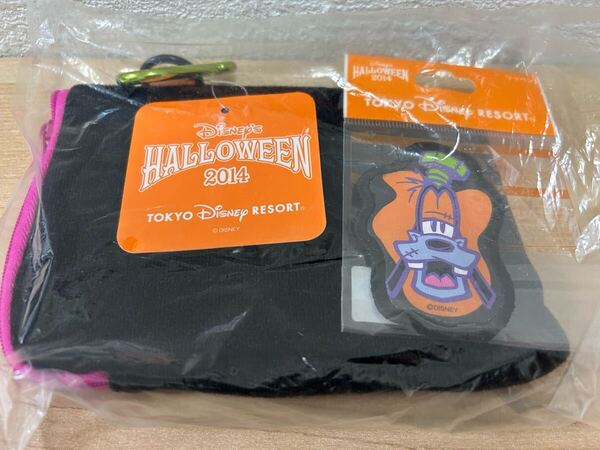 Disney's
HALLOWEEN
2014
TOKYO Disney RESORT®
©DISNEY
Disney's
HALLOWEEN
2014
TOKYO Disney RESORT®
©DISNEY